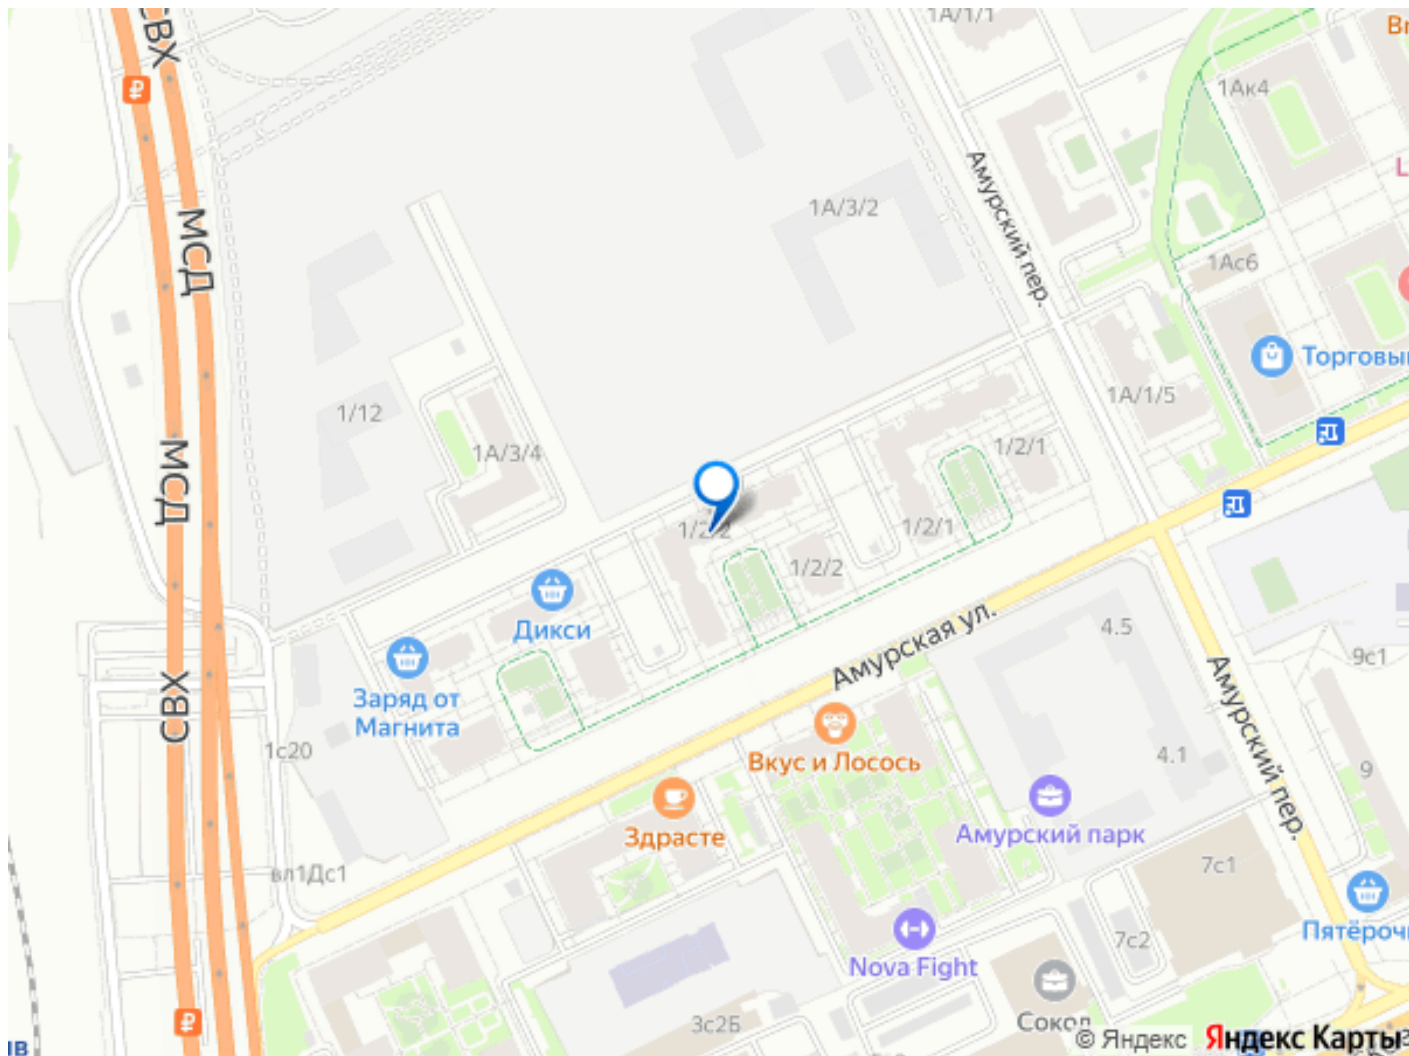 СВХ
1А/1/1
1Ак4
Амурский пер.
1А/3/2
МСД
1Ас6
Торговы
1/12
1А/3/4
1А/1/5
1/2/1
МСД
1/2/2
1/2/1
1/2/2
Дикси
Амурская ул.
4.5
9с1
Заряд от
Магнита
СВХ
Амурский пер.
1с20
Вкус и Лосось
4.1
9
Здрасте
Амурский парк
7с1
вл1Дс1
Пятёроч
7с2
Nova Fight
3с2Б
Сокол
© Яндекс Яндекс Карты